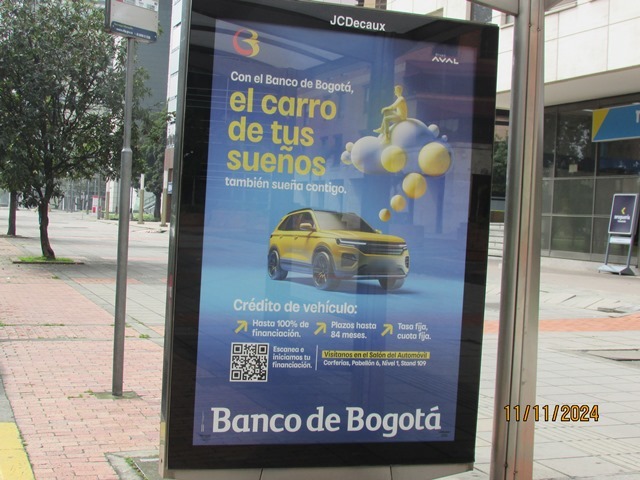 JCDecaux
AVAL
Con el Banco de Bogotá,
el carro
de tus
sueños
también sueña contigo.
Crédito de vehículo:
Hasta 100% de
financiación.
Plazos hasta
84 meses.
Tasa fija,
cuota fija.
Escanea e
iniciamos tu
financiación.
Visítanos en el Salón del Automóvil
Corferias, Pabellón 6, Nivel 1, Stand 109
Banco de Bogotá
11/11/2024